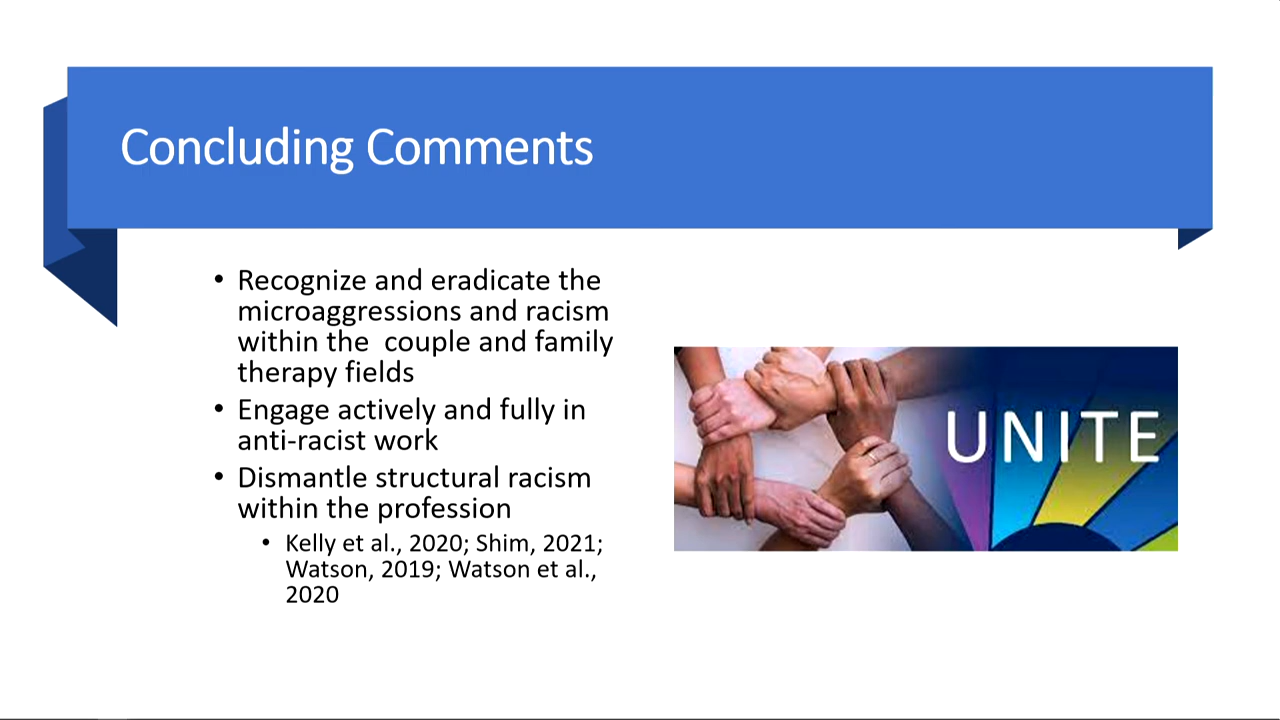 Concluding Comments
• Recognize and eradicate the
microaggressions and racism
within the  couple and family
therapy fields
• Engage actively and fully in
anti-racist work
• Dismantle structural racism
within the profession
• Kelly et al., 2020; Shim, 2021;
Watson, 2019; Watson et al.,
2020
UNITE